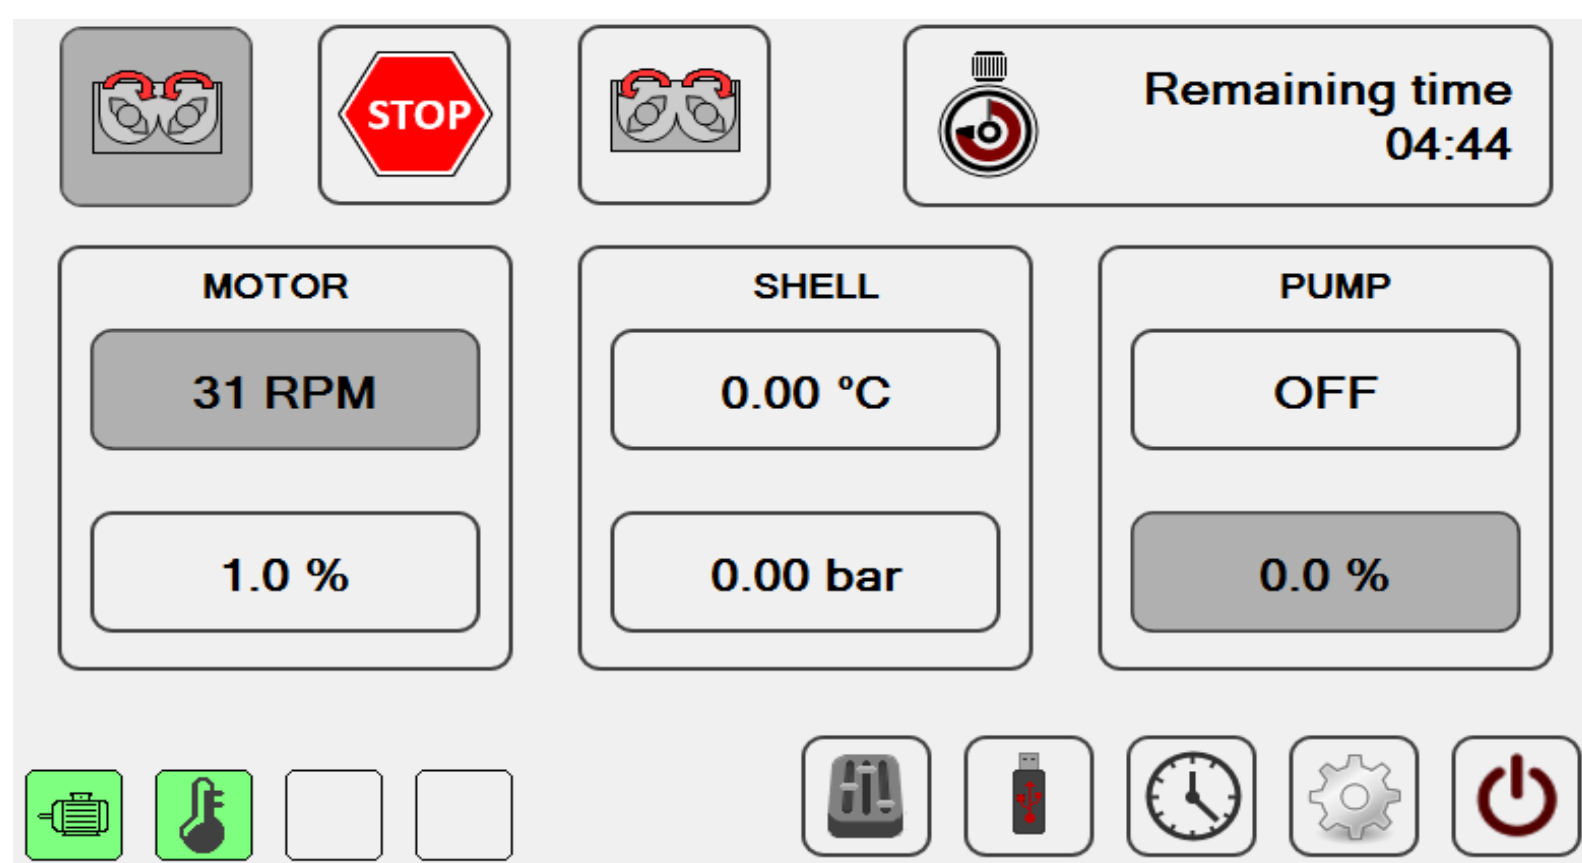 STOP
Remaining time
04:44
MOTOR
31 RPM
1.0 %
SHELL
0.00 °C
0.00 bar
PUMP
OFF
0.0 %